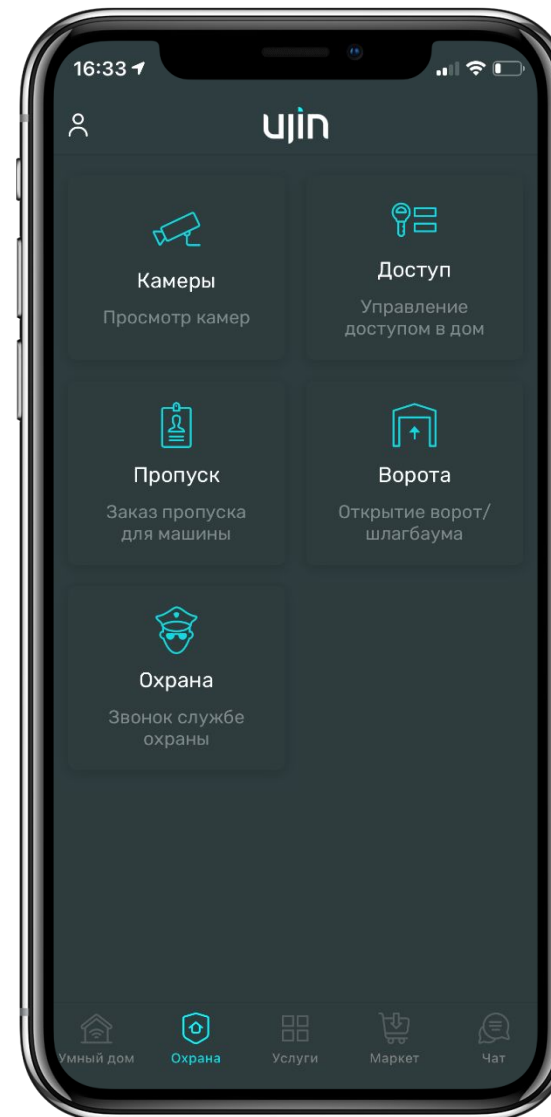 16:33
ujin
Камеры
Просмотр камер
Доступ
Управление
доступом в дом
Пропуск
Заказ пропуска
для машины
Ворота
Открытие ворот/
шлагбаума
Охрана
Звонок службе
охраны
Умный дом
Охрана
Услуги
Маркет
Чат